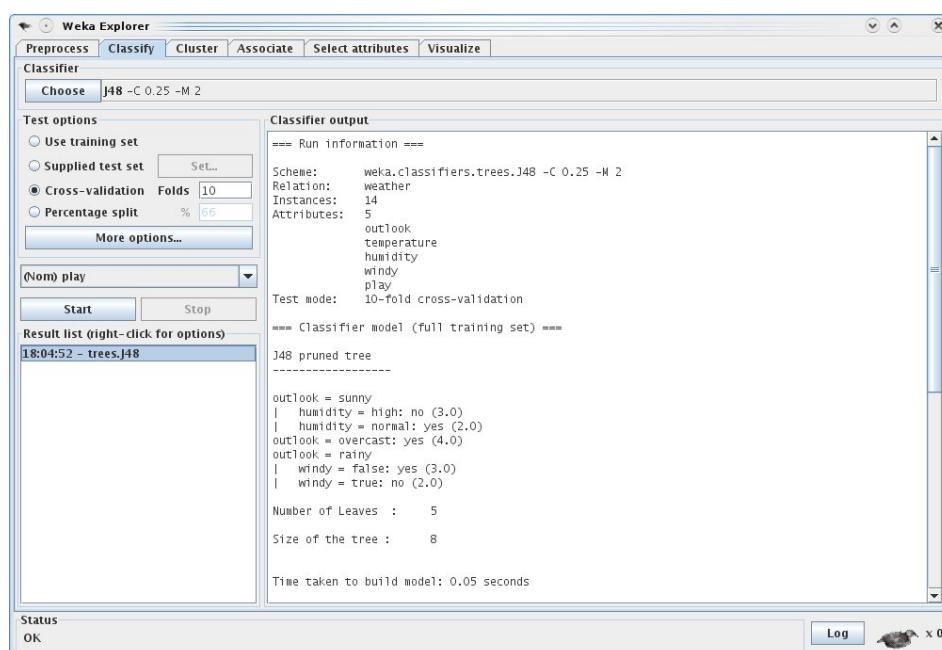 Weka Explorer
Preprocess Classify Cluster Associate Select attributes Visualize
Classifier
Choose J48 -C 0.25 -M 2
Test options
Use training set
Supplied test set Set...
Cross-validation Folds 10
Percentage split % 66
More options...
(Nom) play
Start Stop
Result list (right-click for options)
18:04:52 - trees.J48
Classifier output
=== Run information ===
Scheme: weka.classifiers.trees.J48 -C 0.25 -M 2
Relation: weather
Instances: 14
Attributes: 5
outlook
temperature
humidity
windy
play
Test mode: 10-fold cross-validation
=== Classifier model (full training set) ===
J48 pruned tree
------------------
outlook = sunny
| humidity = high: no (3.0)
| humidity = normal: yes (2.0)
outlook = overcast: yes (4.0)
outlook = rainy
| windy = false: yes (3.0)
| windy = true: no (2.0)
Number of Leaves : 5
Size of the tree : 8
Time taken to build model: 0.05 seconds
Status
OK
Log x 0